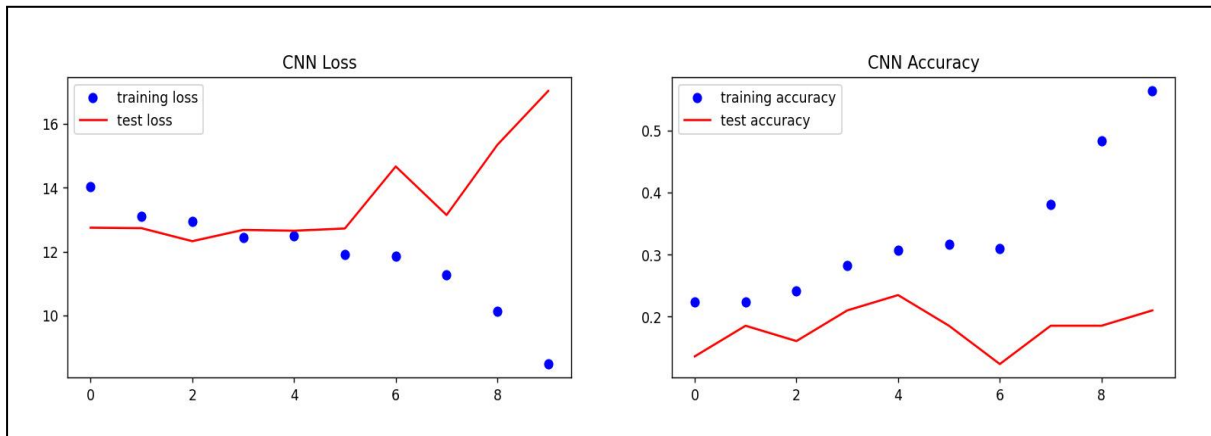 CNN Loss
training loss
test loss
16
14
12
10
0 2 4 6 8
CNN Accuracy
training accuracy
test accuracy
0.5
0.4
0.3
0.2
0 2 4 6 8